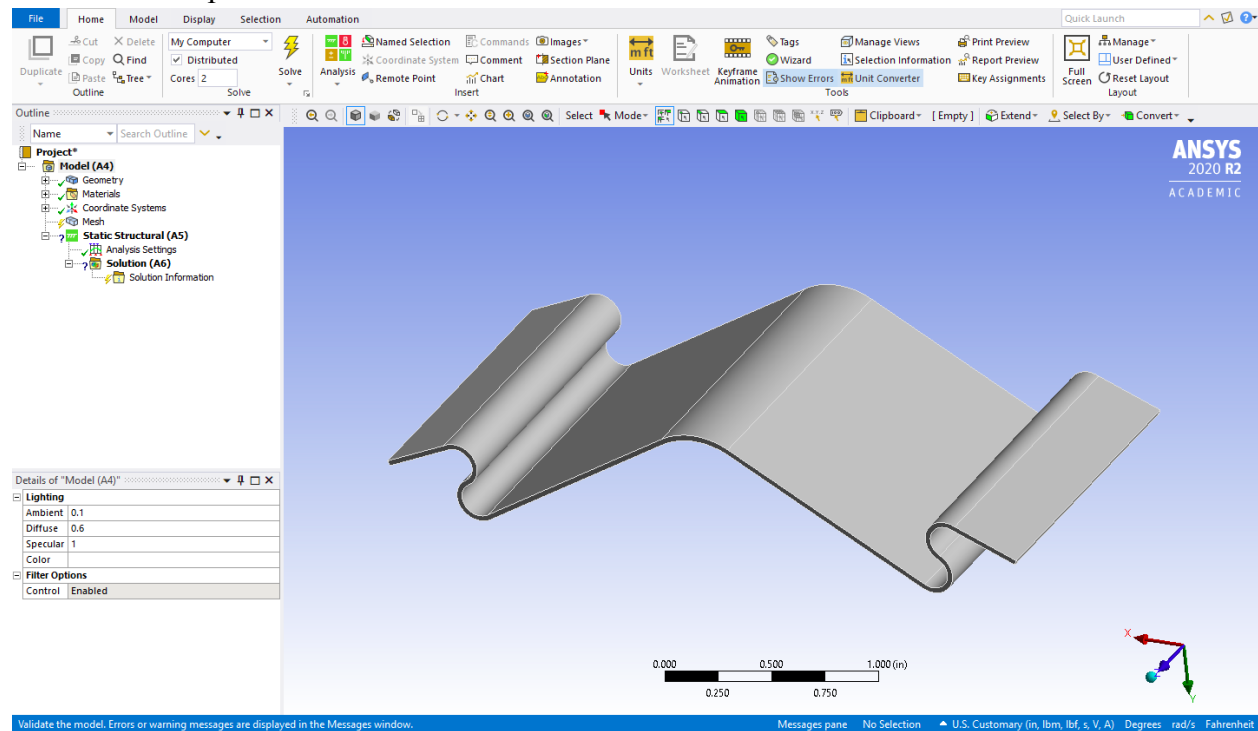 File Home Model Display Selection Automation Quick Launch
Cut Delete My Computer Named Selection Commands Images Tags Manage Views Print Preview Manage
Copy Find Distributed Coordinate System Comment Section Plane Wizard Selection Information Report Preview User Defined
Duplicate Paste Tree Cores 2 Solve Analysis Remote Point Chart Annotation Units Worksheet Keyframe Animation Show Errors Unit Converter Key Assignments Full Screen Reset Layout
Outline Solve Insert Tools Layout
Outline
Select Mode Clipboard [ Empty ] Extend Select By Convert
Name Search Outline
Project*
Model (A4)
Geometry
Materials
Coordinate Systems
Mesh
Static Structural (A5)
Analysis Settings
Solution (A6)
Solution Information
ANSYS
2020 R2
ACADEMIC
Details of "Model (A4)"
Lighting
Ambient 0.1
Diffuse 0.6
Specular 1
Color
Filter Options
Control Enabled
X
Y
0.000 0.500 1.000 (in)
0.250 0.750
Validate the model. Errors or warning messages are displayed in the Messages window. Messages pane No Selection U.S. Customary (in, lbm, lbf, s, V, A) Degrees rad/s Fahrenheit